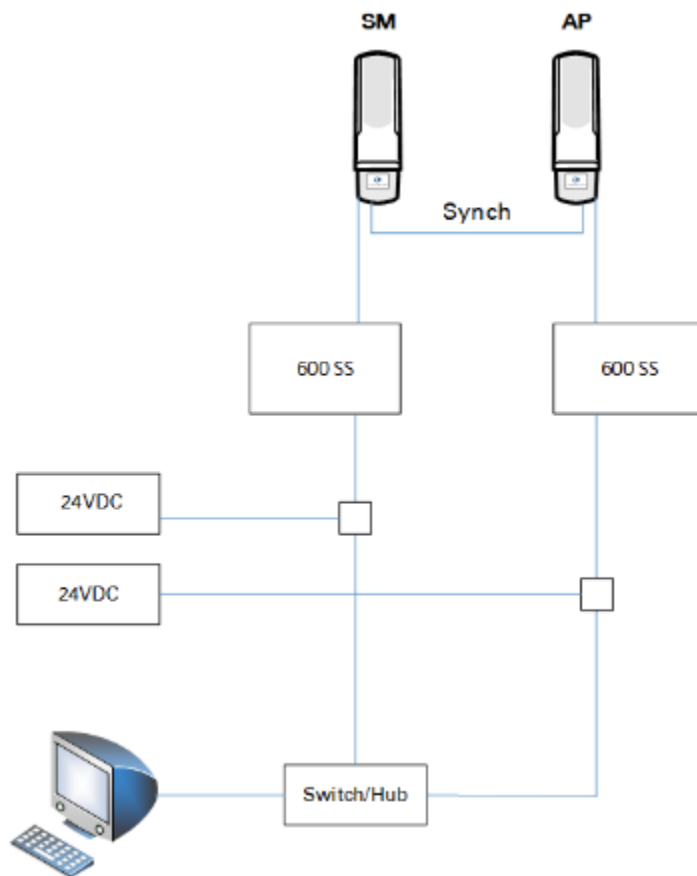 SM
AP
Synch
600 SS
600 SS
24VDC
24VDC
Switch/Hub